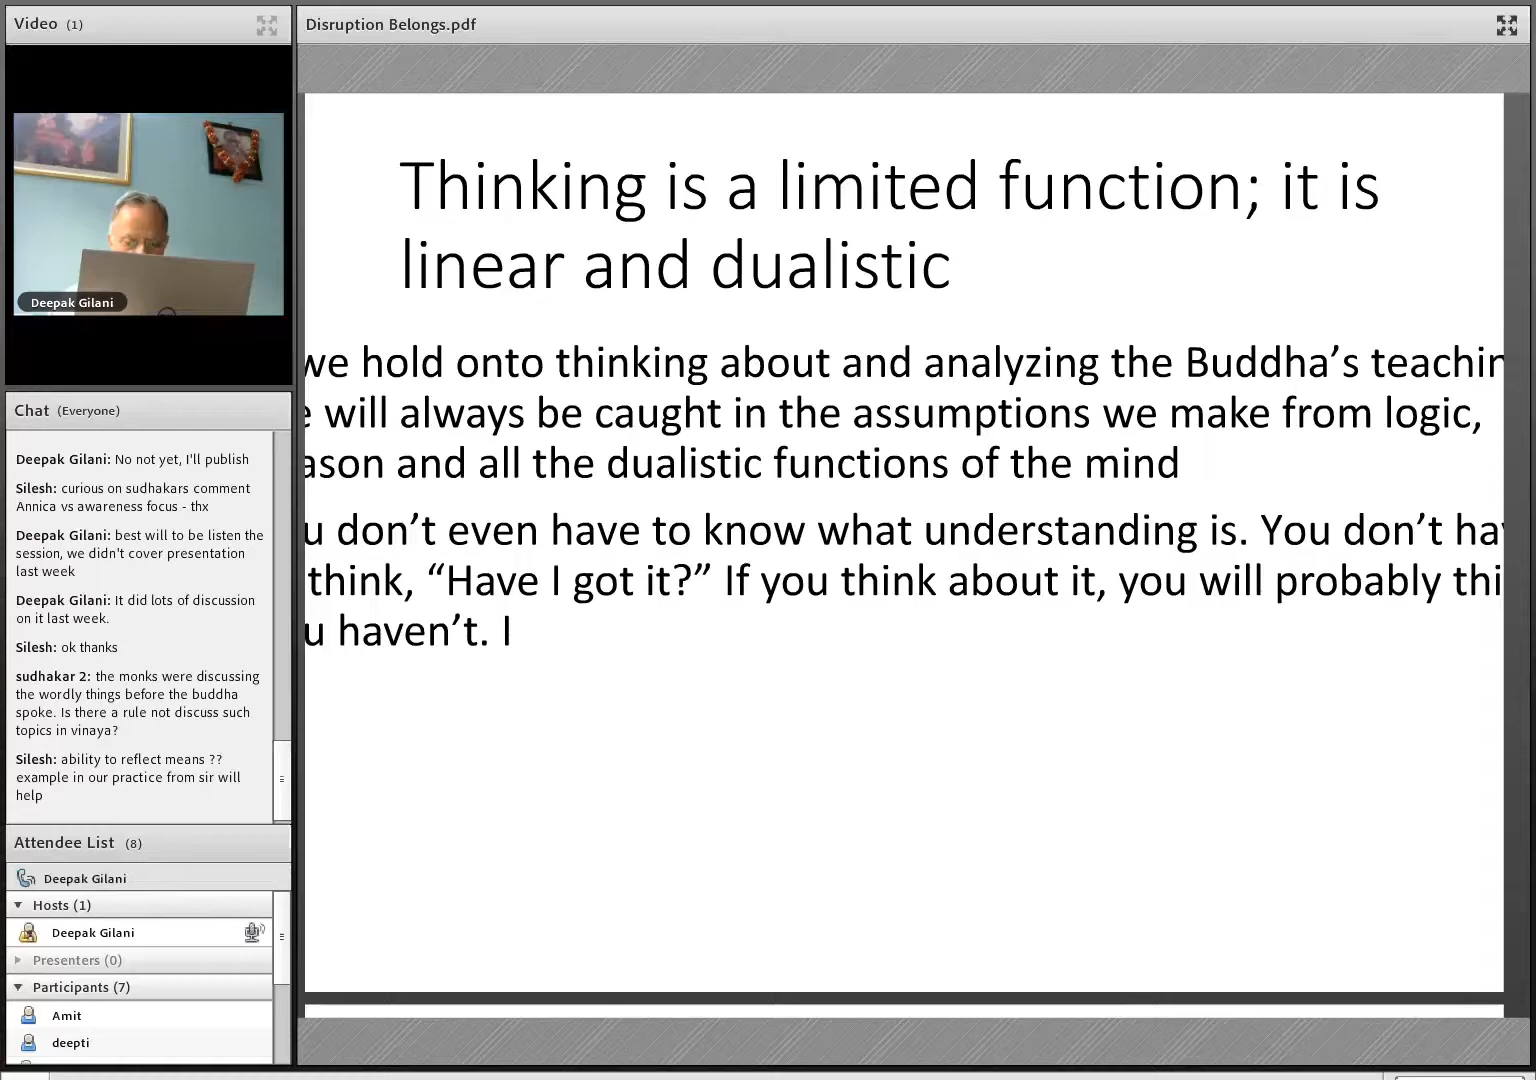 Video (1)
Deepak Gilani
Chat (Everyone)
Deepak Gilani: No not yet, I'll publish
Silesh: curious on sudhakars comment
Annica vs awareness focus - thx
Deepak Gilani: best will to be listen the
session, we didn't cover presentation
last week
Deepak Gilani: It did lots of discussion
on it last week.
Silesh: ok thanks
sudhakar 2: the monks were discussing
the wordly things before the buddha
spoke. Is there a rule not discuss such
topics in vinaya?
Silesh: ability to reflect means ??
example in our practice from sir will
help
Attendee List (8)
Deepak Gilani
Hosts (1)
Deepak Gilani
Presenters (0)
Participants (7)
Amit
deepti
Disruption Belongs.pdf
Thinking is a limited function; it is
linear and dualistic
we hold onto thinking about and analyzing the Buddha’s teachin
e will always be caught in the assumptions we make from logic,
ason and all the dualistic functions of the mind
u don’t even have to know what understanding is. You don’t hav
think, “Have I got it?” If you think about it, you will probably thi
u haven’t. I